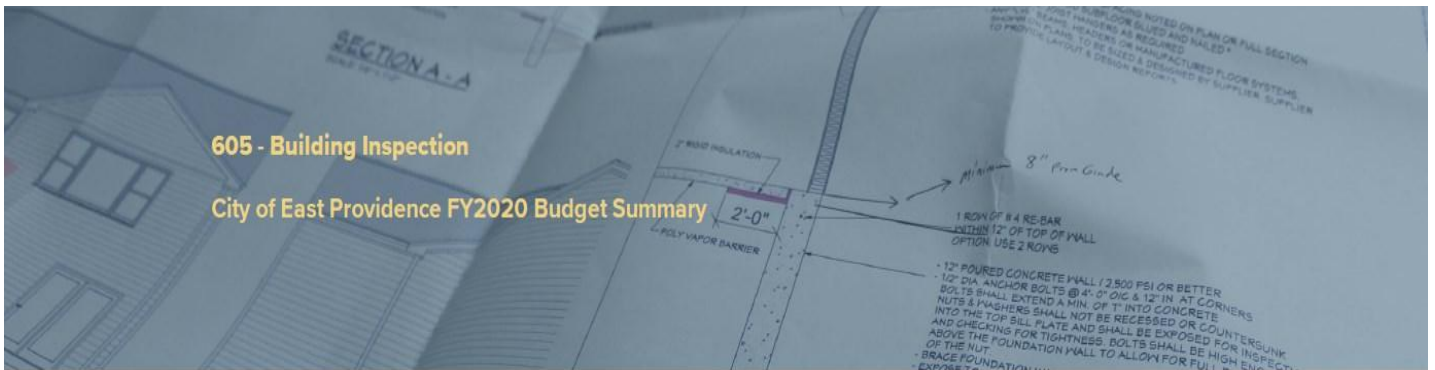 SECTION A-A
605 - Building Inspection
City of East Providence FY2020 Budget Summary
NOTED ON PLAN OR FULL SECTION
SUBFLOOR GLUED AND NAILED
JOIST HANGERS AS REQUIRED
BEAMS, HEADERS OR MANUFACTURED FLOOR SYSTEMS
SHOWN ON PLANS, TO BE SIZED & DESIGNED BY SUPPLIER. SUPPLIER
TO PROVIDE LAYOUT & DESIGN REPORTS.
2" RIGID INSULATION
2'-0"
POLY VAPOR BARRIER
Minimum 8" From Grade
1 ROW OF #4 RE-BAR
WITHIN 12" OF TOP OF WALL
OPTION: USE 2 ROWS
- 12" POURED CONCRETE WALL / 2,500 PSI OR BETTER
- 1/2" DIA. ANCHOR BOLTS @ 4'-0" O/C & 12" IN AT CORNERS
BOLTS SHALL EXTEND A MIN. OF 7" INTO CONCRETE
NUTS & WASHERS SHALL NOT BE RECESSED OR COUNTERSUNK
INTO THE TOP SILL PLATE AND SHALL BE EXPOSED FOR
AND CHECKING FOR TIGHTNESS. BOLTS SHALL BE HIGH
ABOVE THE FOUNDATION WALL TO ALLOW FOR FULL
OF THE NUT.
- BRACE FOUNDATION
- EXPOSE